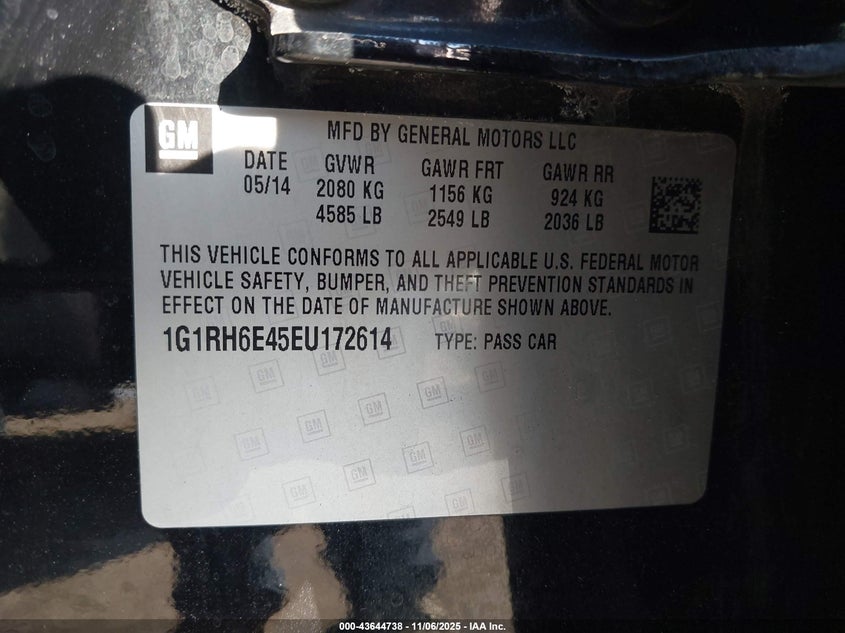 GM
MFD BY GENERAL MOTORS LLC
DATE GVWR GAWR FRT GAWR RR
05/14 2080 KG 1156 KG 924 KG
4585 LB 2549 LB 2036 LB
THIS VEHICLE CONFORMS TO ALL APPLICABLE U.S. FEDERAL MOTOR
VEHICLE SAFETY, BUMPER, AND THEFT PREVENTION STANDARDS IN
EFFECT ON THE DATE OF MANUFACTURE SHOWN ABOVE.
1G1RH6E45EU172614 TYPE: PASS CAR
000-43644738 - 11/06/2025 - IAA Inc.